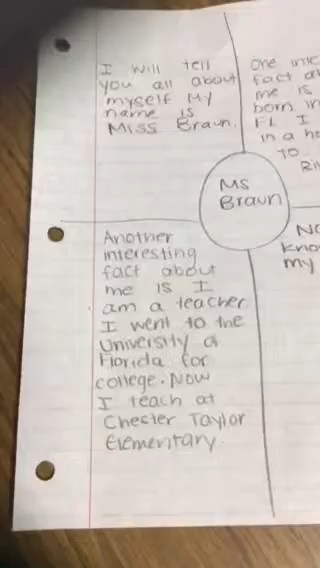 I will tell
you all about
myself My
name is
Miss Braun.
One
fact
me is
born in
FL I
in a
TO
Ms
Braun
Another
interesting
fact about
me is I
am a teacher.
I went to the
University of
Florida for
college. Now
I teach at
Chester Taylor
Elementary.
my